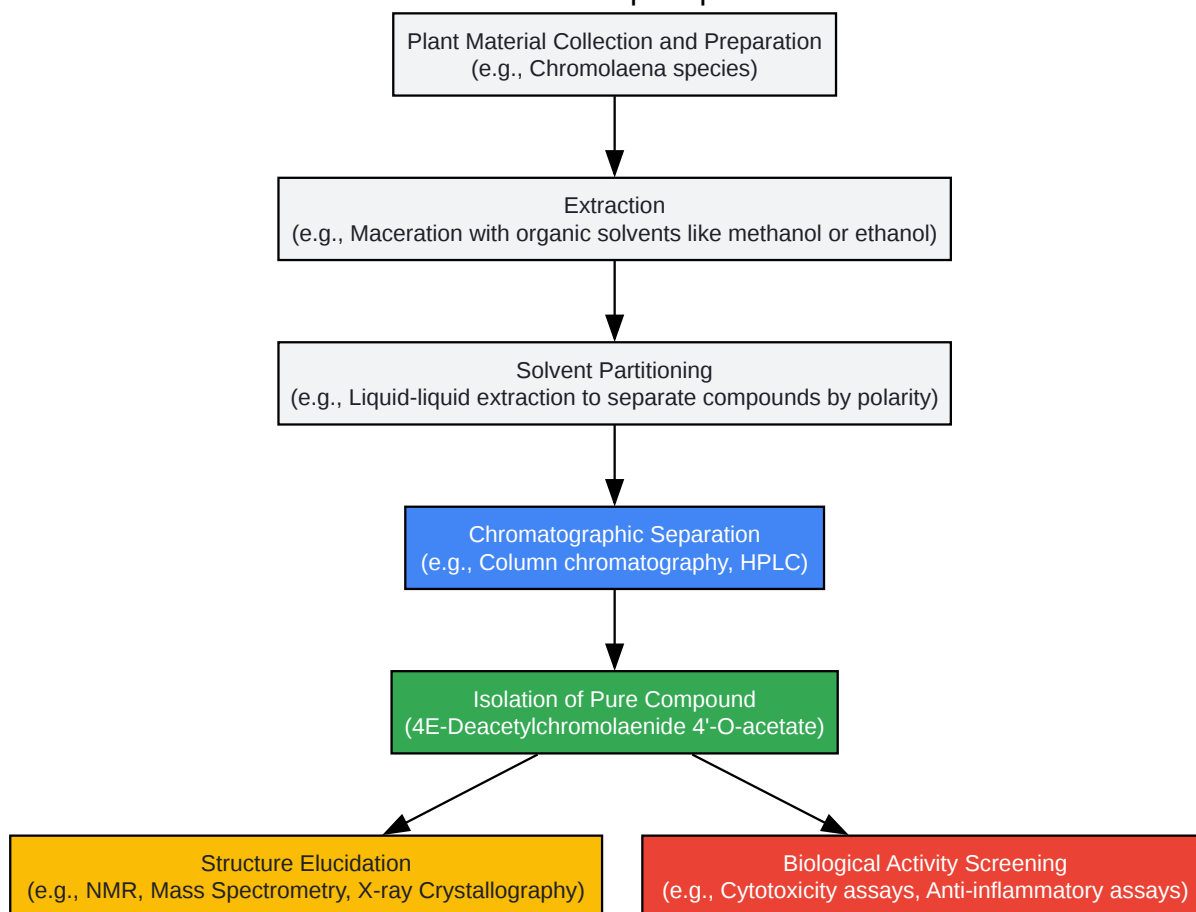 Plant Material Collection and Preparation
(e.g., Chromolaena species)
Extraction
(e.g., Maceration with organic solvents like methanol or ethanol)
Solvent Partitioning
(e.g., Liquid-liquid extraction to separate compounds by polarity)
Chromatographic Separation
(e.g., Column chromatography, HPLC)
Isolation of Pure Compound
(4E-Deacetylchromolaenide 4'-O-acetate)
Structure Elucidation
(e.g., NMR, Mass Spectrometry, X-ray Crystallography)
Biological Activity Screening
(e.g., Cytotoxicity assays, Anti-inflammatory assays)